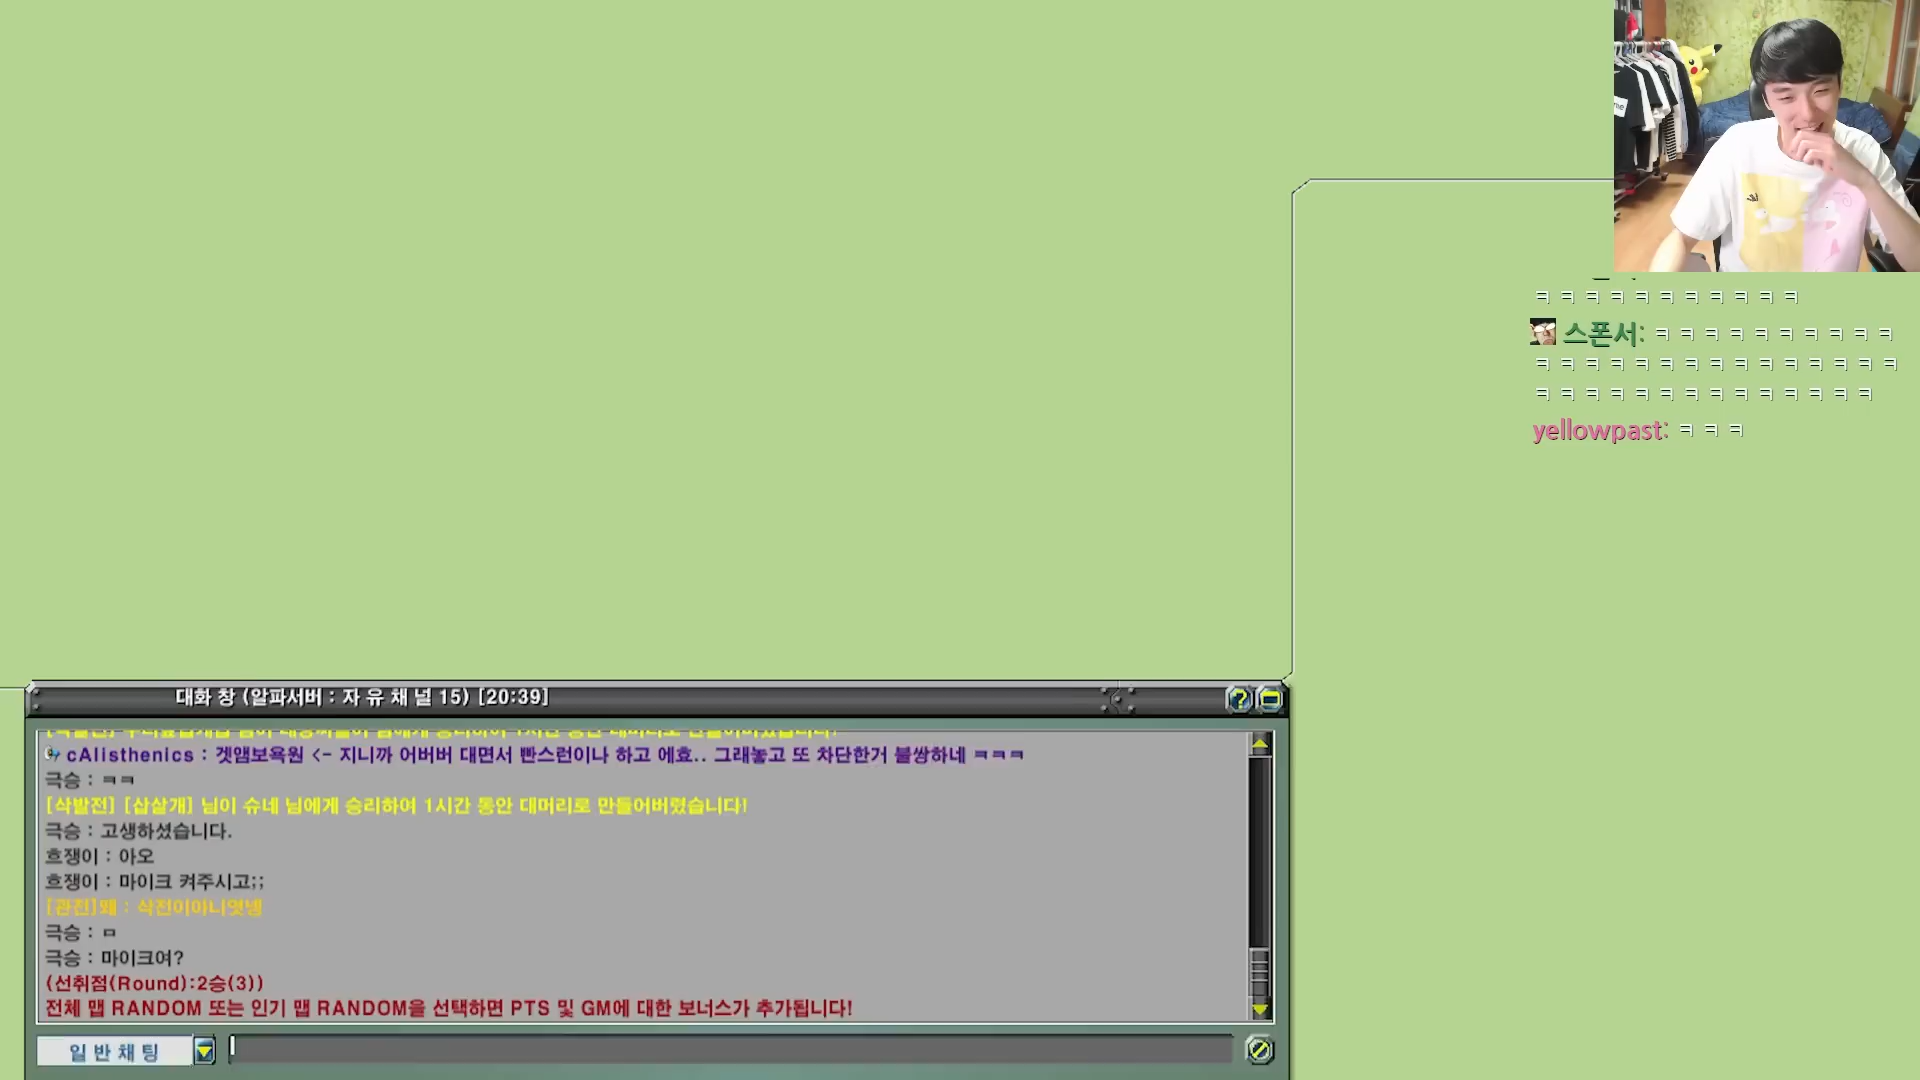 ㅋㅋㅋㅋㅋㅋㅋㅋㅋㅋㅋ
스폰서: ㅋㅋㅋㅋㅋㅋㅋㅋㅋㅋ
ㅋㅋㅋㅋㅋㅋㅋㅋㅋㅋㅋㅋㅋㅋㅋ
ㅋㅋㅋㅋㅋㅋㅋㅋㅋㅋㅋㅋㅋㅋ
yellowpast: ㅋㅋㅋ
대화 창 (알파서버 : 자 유 채 널 15) [20:39]
cAlisthenics : 겟앰보육원 <- 지니까 어버버 대면서 빤스런이나 하고 에효.. 그래놓고 또 차단한거 불쌍하네 ㅋㅋㅋ
극승 : ㅋㅋ
[삭발전] [삽살개] 님이 슈네 님에게 승리하여 1시간 동안 대머리로 만들어버렸습니다!
극승 : 고생하셨습니다.
흐쟁이 : 아오
흐쟁이 : 마이크 켜주시고;;
[관전]왜 : 삭전이아니엿넹
극승 : ㅁ
극승 : 마이크여?
(선취점(Round):2승(3))
전체 맵 RANDOM 또는 인기 맵 RANDOM을 선택하면 PTS 및 GM에 대한 보너스가 추가됩니다!
일 반 채 팅